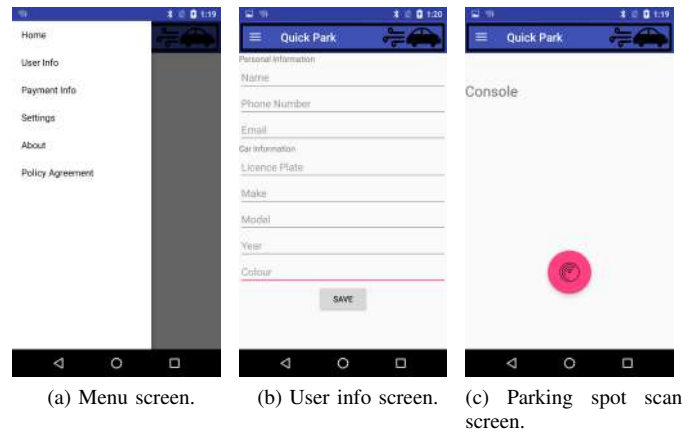 1:19
Home
User Info
Payment Info
Settings
About
Policy Agreement
(a) Menu screen.
1:20
Quick Park
Personal Information
Name
Phone Number
Email
Car Information
Licence Plate
Make
Model
Year
Colour
SAVE
(b) User info screen.
1:19
Quick Park
Console
(c) Parking spot scan
screen.